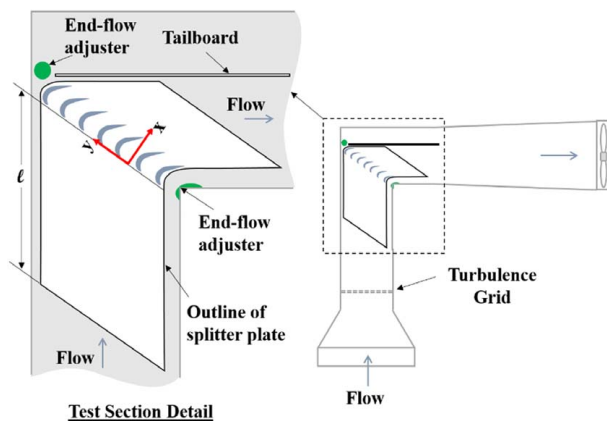 End-flow
adjuster
Tailboard
Flow
x
y
ℓ
End-flow
adjuster
Outline of
splitter plate
Flow
Test Section Detail
Turbulence
Grid
Flow